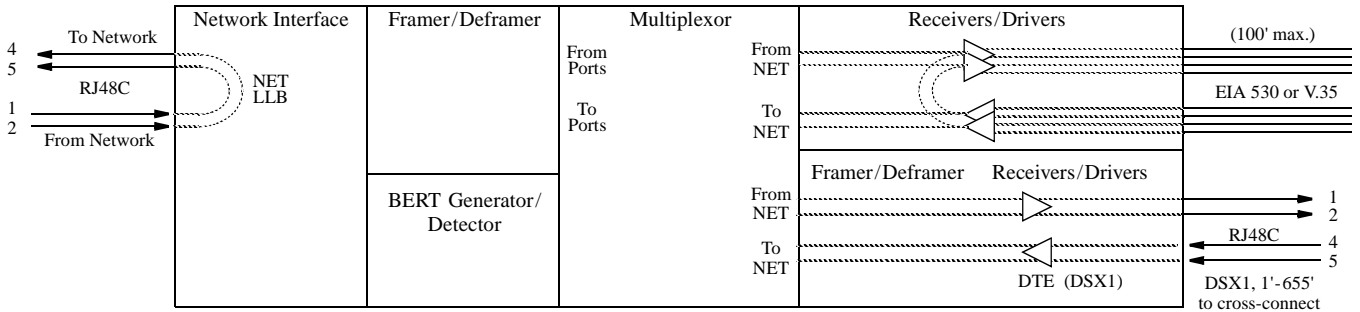 Network Interface
Framer/Deframer
Multiplexor
Receivers/Drivers
To Network
4
5
RJ48C
1
2
From Network
NET
LLB
BERT Generator/
Detector
From
Ports
To
Ports
From
NET
To
NET
(100' max.)
EIA 530 or V.35
Framer/Deframer
Receivers/Drivers
From
NET
To
NET
DTE (DSX1)
1
2
RJ48C
4
5
DSX1, 1'-655'
to cross-connect